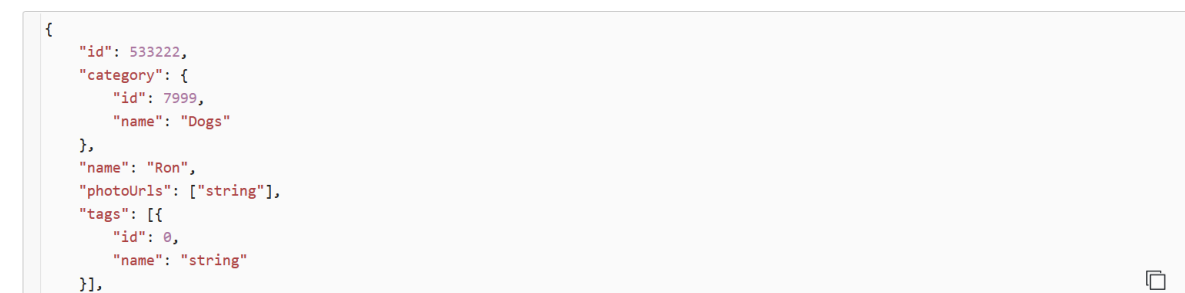 {
    "id": 533222,
    "category": {
        "id": 7999,
        "name": "Dogs"
    },
    "name": "Ron",
    "photoUrls": ["string"],
    "tags": [{
        "id": 0,
        "name": "string"
    }],